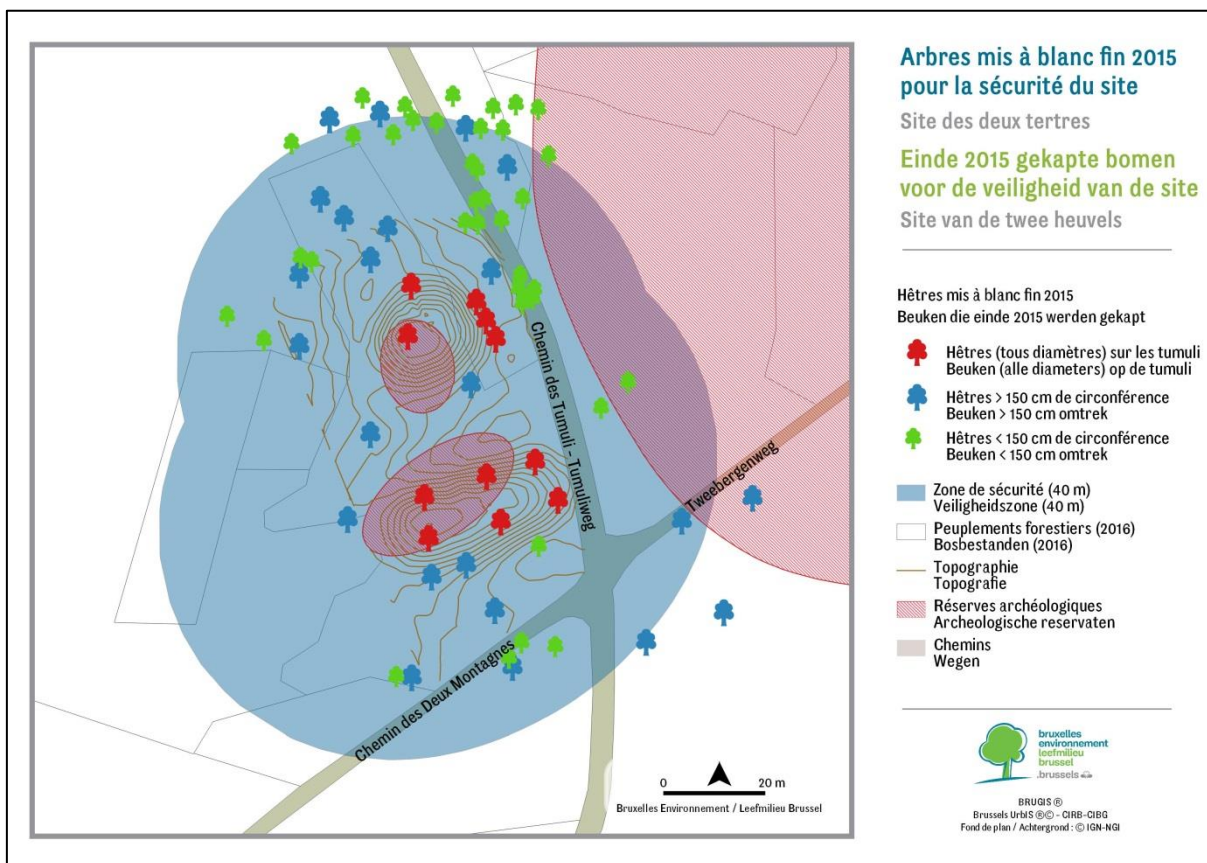 Arbres mis à blanc fin 2015
pour la sécurité du site
Site des deux tertres
Einde 2015 gekapte bomen
voor de veiligheid van de site
Site van de twee heuvels
Hêtres mis à blanc fin 2015
Beuken die einde 2015 werden gekapt
Hêtres (tous diamètres) sur les tumuli
Beuken (alle diameters) op de tumuli
Hêtres > 150 cm de circonférence
Beuken > 150 cm omtrek
Hêtres < 150 cm de circonférence
Beuken < 150 cm omtrek
Zone de sécurité (40 m)
Veiligheidszone (40 m)
Peuplements forestiers (2016)
Bosbestanden (2016)
Topographie
Topografie
Réserves archéologiques
Archeologische reservaten
Chemins
Wegen
bruxelles
environnement
leefmilieu
brussel
.brussels
BRUGIS ®
Brussels UrbIS ®© - CIRB-CIBG
Fond de plan / Achtergrond : © IGN-NGI
Chemin des Tumuli - Tumuliweg
Tweebergenweg
Chemin des Deux Montagnes
0 20 m
Bruxelles Environnement / Leefmilieu Brussel